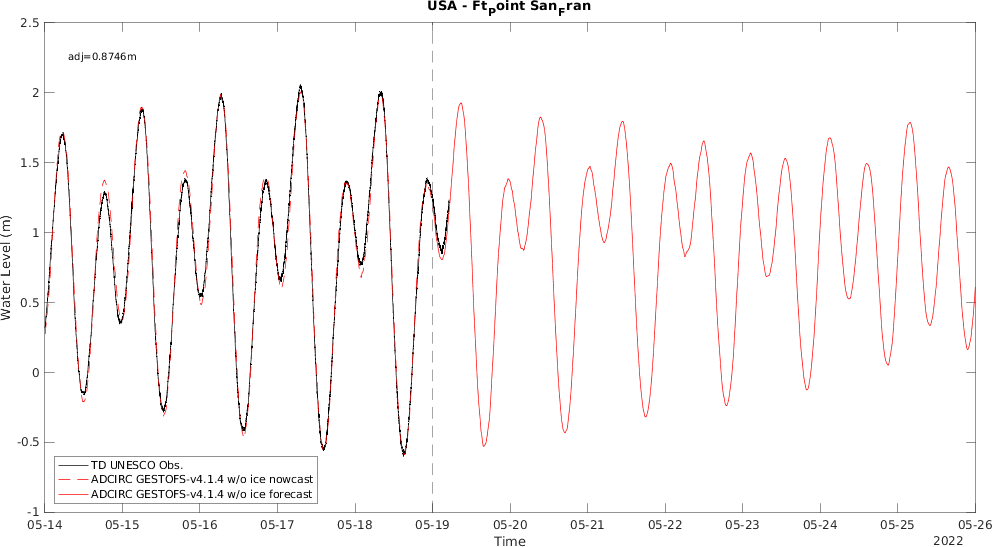 USA - Ft_Point San_Fran
adj=0.8746m
2.5
2
1.5
1
0.5
0
-0.5
-1
Water Level (m)
TD UNESCO Obs.
ADCIRC GESTOFS-v4.1.4 w/o ice nowcast
ADCIRC GESTOFS-v4.1.4 w/o ice forecast
05-14 05-15 05-16 05-17 05-18 05-19 05-20 05-21 05-22 05-23 05-24 05-25 05-26
Time
2022